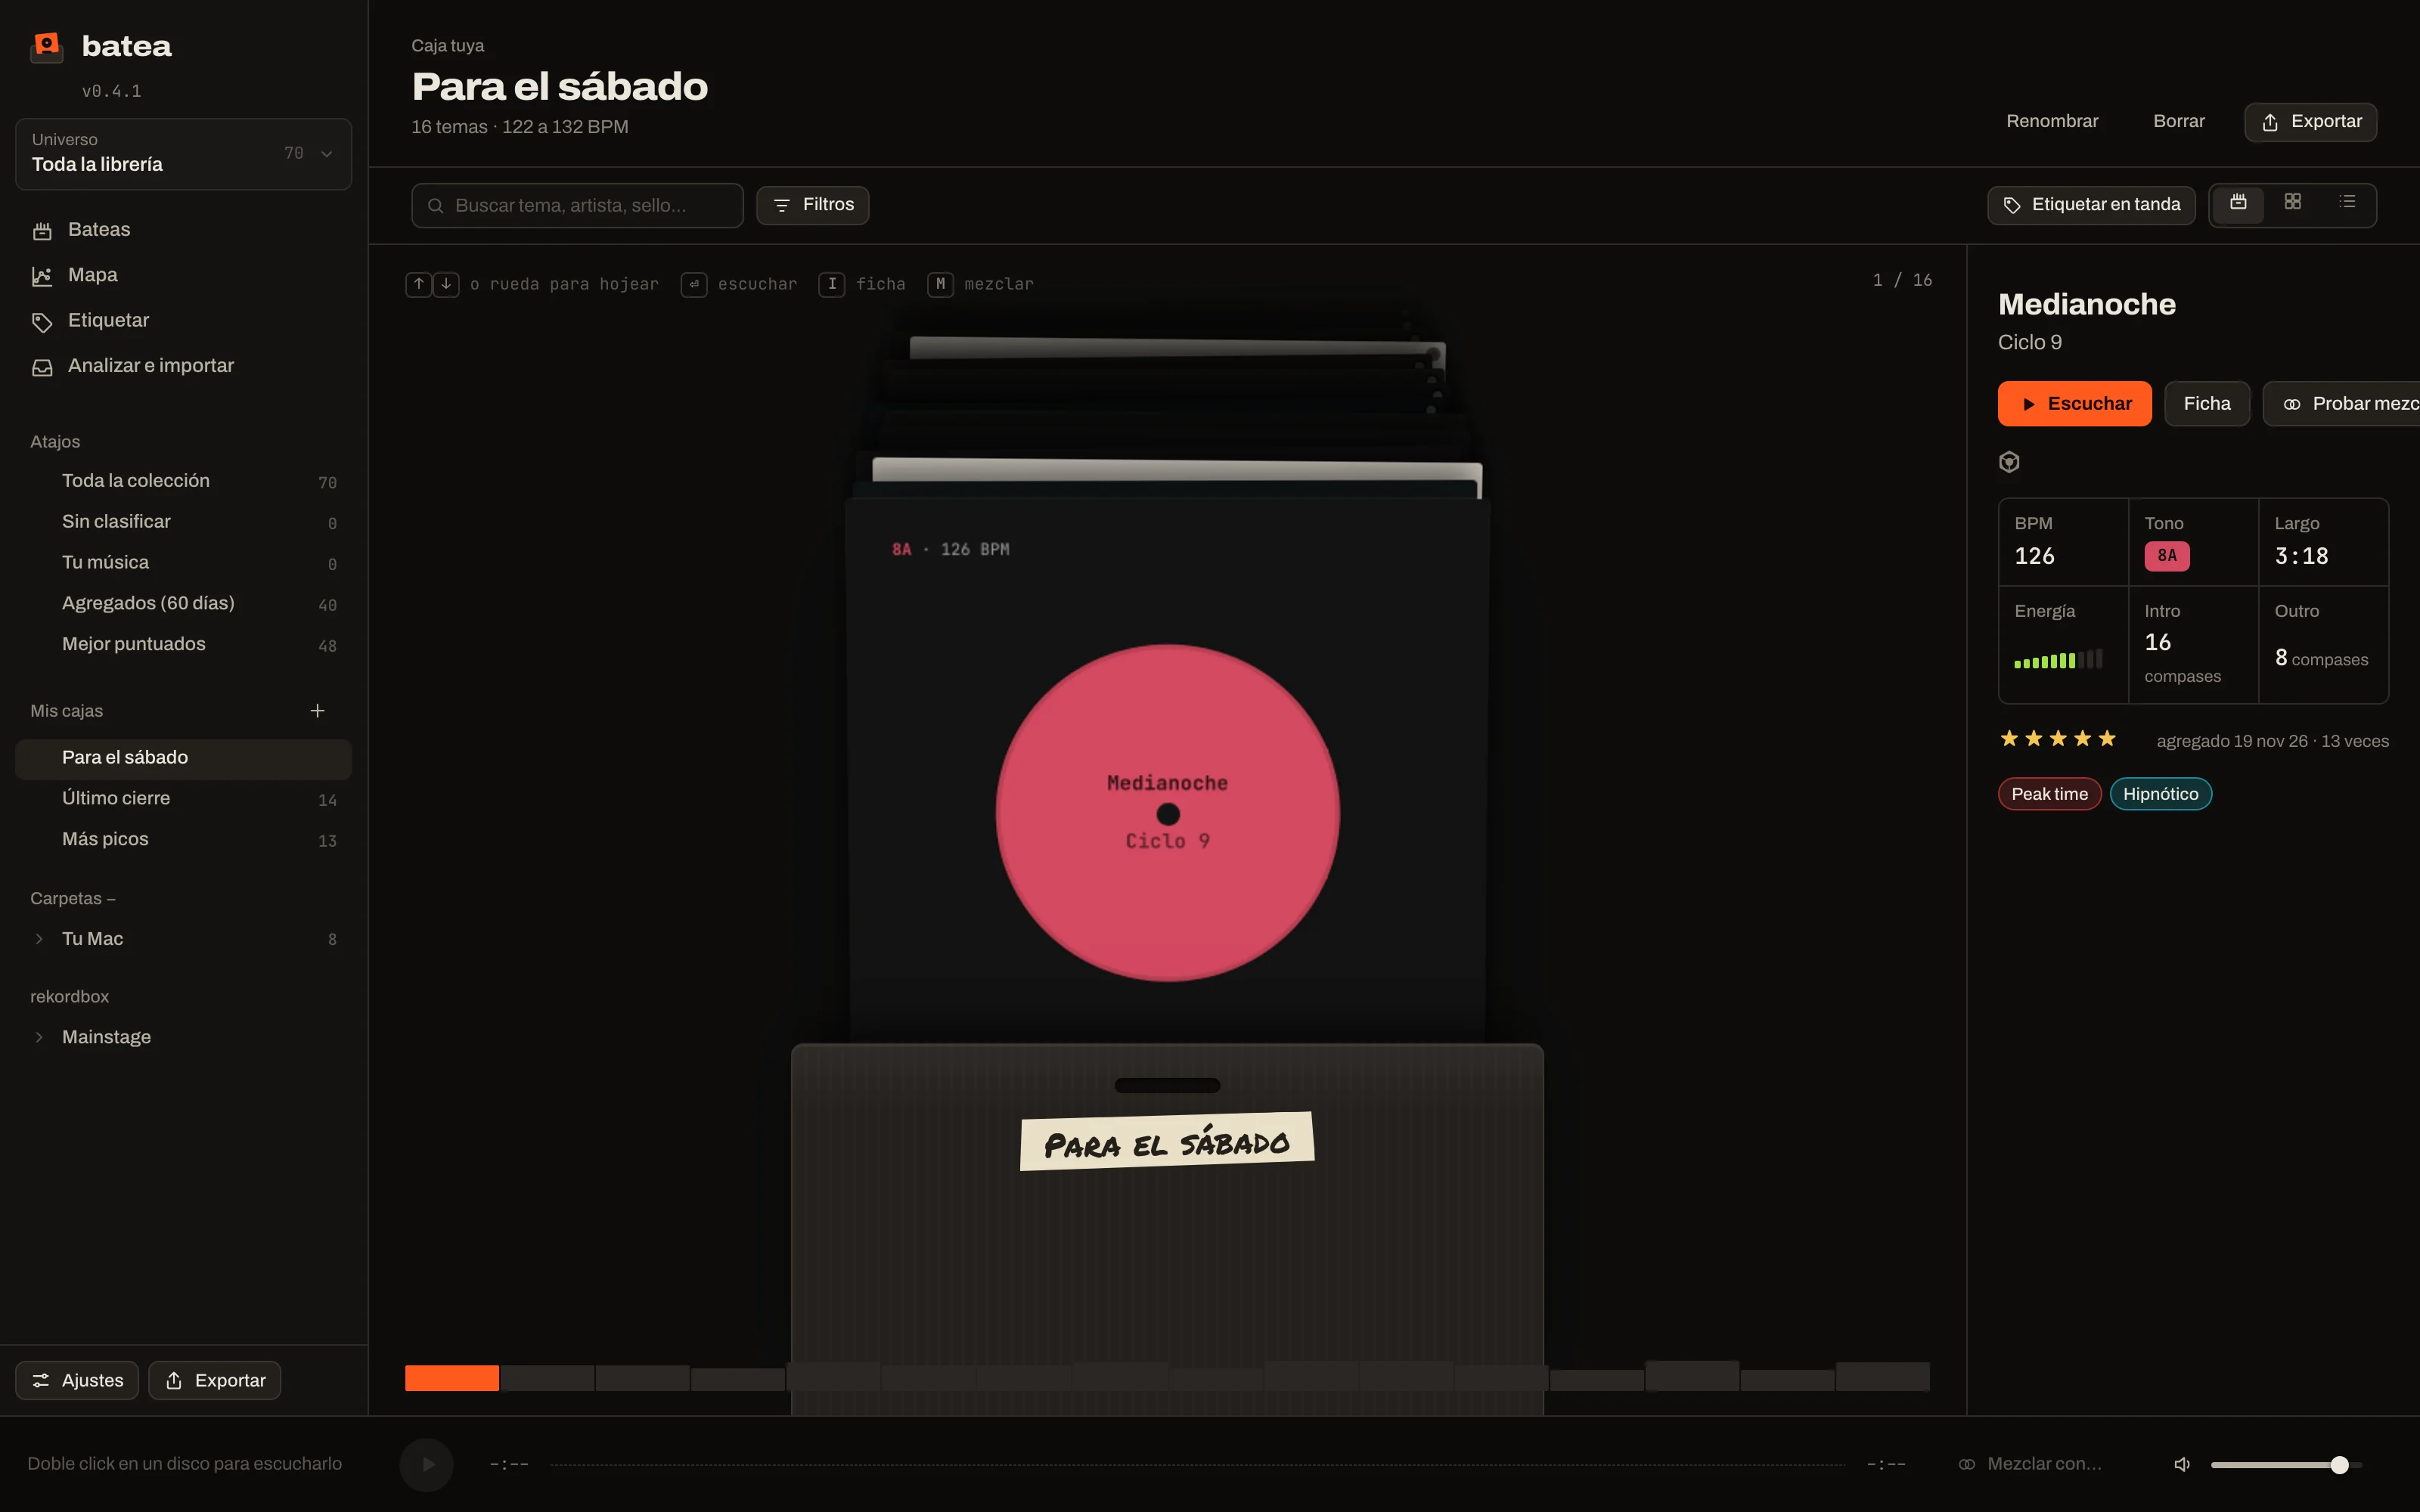 batea
v0.4.1
Universo
Toda la librería
70
Bateas
Mapa
Etiquetar
Analizar e importar
Atajos
Toda la colección 70
Sin clasificar 0
Tu música 0
Agregados (60 días) 40
Mejor puntuados 48
Mis cajas
Para el sábado
Último cierre 14
Más picos 13
Carpetas –
Tu Mac 8
rekordbox
Mainstage
Ajustes
Exportar
Caja tuya
Para el sábado
16 temas · 122 a 132 BPM
Renombrar
Borrar
Exportar
Buscar tema, artista, sello...
Filtros
Etiquetar en tanda
↑ ↓ o rueda para hojear ⏎ escuchar I ficha M mezclar
1 / 16
8A · 126 BPM
Medianoche
Ciclo 9
PARA EL SÁBADO
Medianoche
Ciclo 9
Escuchar
Ficha
Probar mezc
BPM
126
Tono
8A
Largo
3:18
Energía
Intro
16
compases
Outro
8 compases
agregado 19 nov 26 · 13 veces
Peak time
Hipnótico
Doble click en un disco para escucharlo
-:--
-:--
Mezclar con...